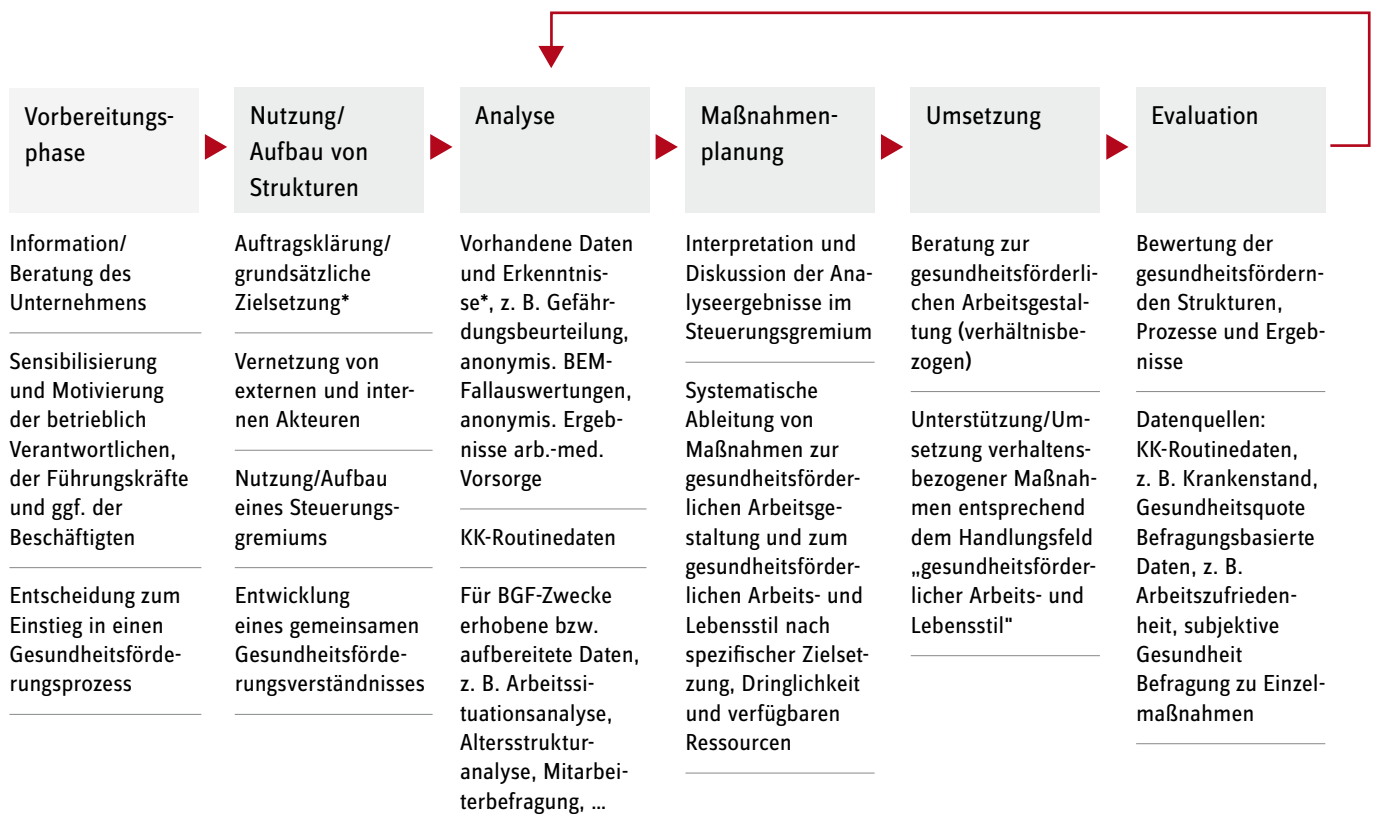 Vorbereitungs-
phase
Nutzung/
Aufbau von
Strukturen
Analyse
Maßnahmen-
planung
Umsetzung
Evaluation
Information/
Beratung des
Unternehmens
Sensibilisierung
und Motivierung
der betrieblich
Verantwortlichen,
der Führungskräfte
und ggf. der
Beschäftigten
Entscheidung zum
Einstieg in einen
Gesundheitsförde-
rungsprozess
Auftragsklärung/
grundsätzliche
Zielsetzung*
Vernetzung von
externen und inter-
nen Akteuren
Nutzung/Aufbau
eines Steuerungs-
gremiums
Entwicklung
eines gemeinsamen
Gesundheitsförde-
rungsverständnisses
Vorhandene Daten
und Erkenntnis-
se*, z. B. Gefähr-
dungsbeurteilung,
anonymis. BEM-
Fallauswertungen,
anonymis. Ergeb-
nisse arb.-med.
Vorsorge
KK-Routinedaten
Für BGF-Zwecke
erhobene bzw.
aufbereitete Daten,
z. B. Arbeitssi-
tuationsanalyse,
Altersstruktur-
analyse, Mitarbei-
terbefragung, ...
Interpretation und
Diskussion der Ana-
lyseergebnisse im
Steuerungsgremium
Systematische
Ableitung von
Maßnahmen zur
gesundheitsförder-
lichen Arbeitsge-
staltung und zum
gesundheitsförder-
lichen Arbeits- und
Lebensstil nach
spezifischer Zielset-
zung, Dringlichkeit
und verfügbaren
Ressourcen
Beratung zur
gesundheitsförderli-
chen Arbeitsgestal-
tung (verhältnisbe-
zogen)
Unterstützung/Um-
setzung verhaltens-
bezogener Maßnah-
men entsprechend
dem Handlungsfeld
„gesundheitsförder-
licher Arbeits- und
Lebensstil"
Bewertung der
gesundheitsfördern-
den Strukturen,
Prozesse und Ergeb-
nisse
Datenquellen:
KK-Routinedaten,
z. B. Krankenstand,
Gesundheitsquote
Befragungsbasierte
Daten, z. B.
Arbeitszufrieden-
heit, subjektive
Gesundheit
Befragung zu Einzel-
maßnahmen